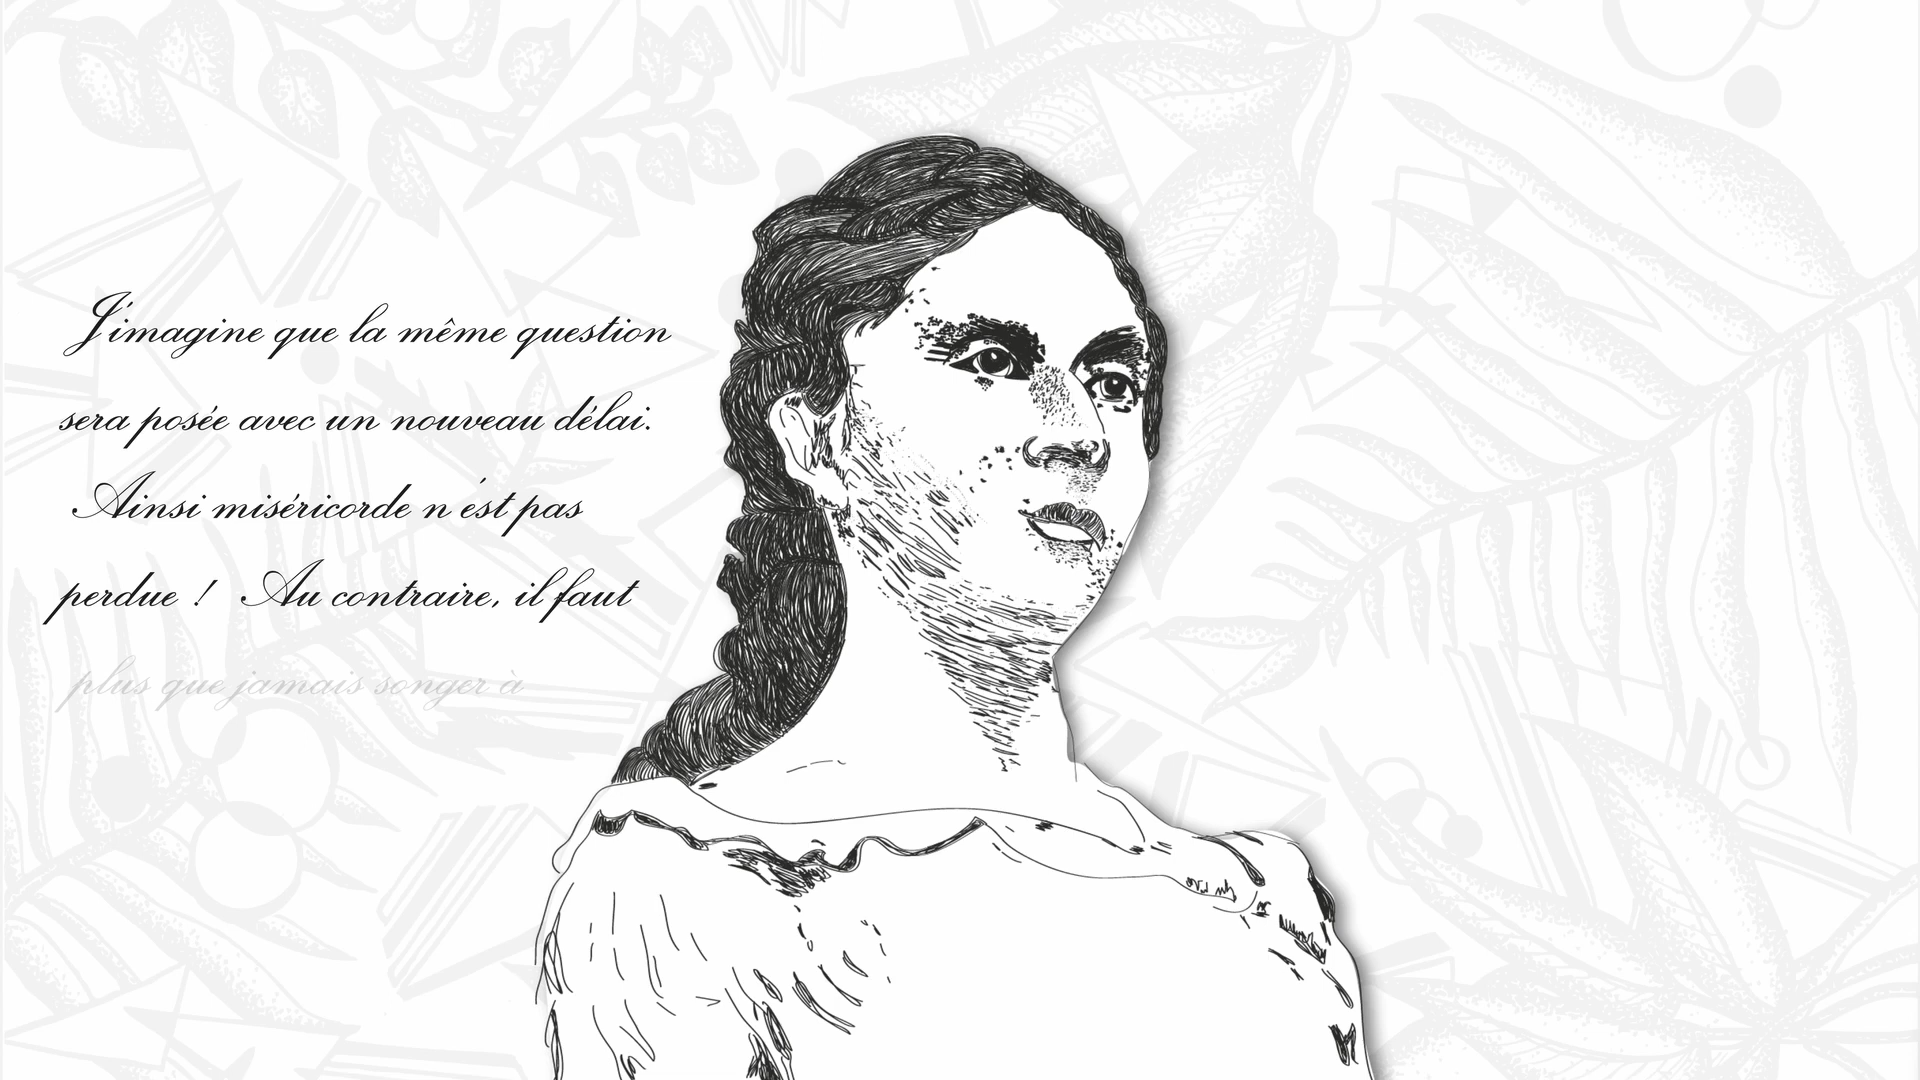 J'imagine que la même question
sera posée avec un nouveau délai.
Ainsi miséricorde n'est pas
perdue ! Au contraire, il faut
plus que jamais songer à